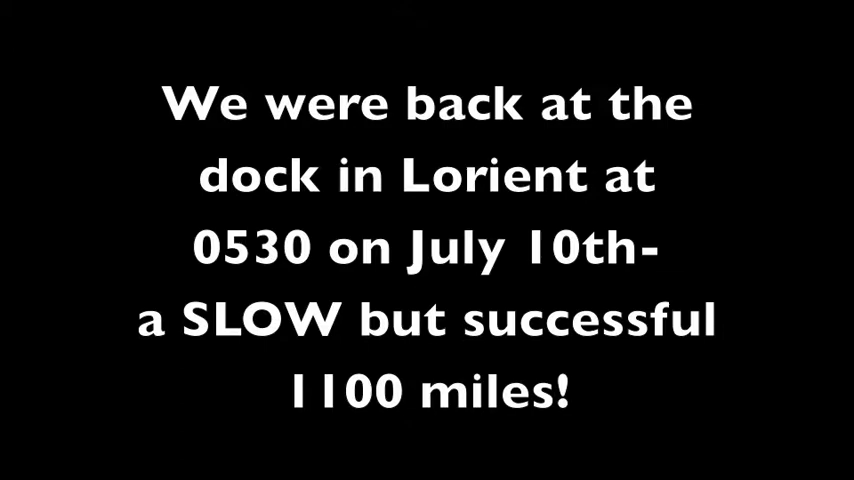 We were back at the
dock in Lorient at
0530 on July 10th-
a SLOW but successful
1100 miles!